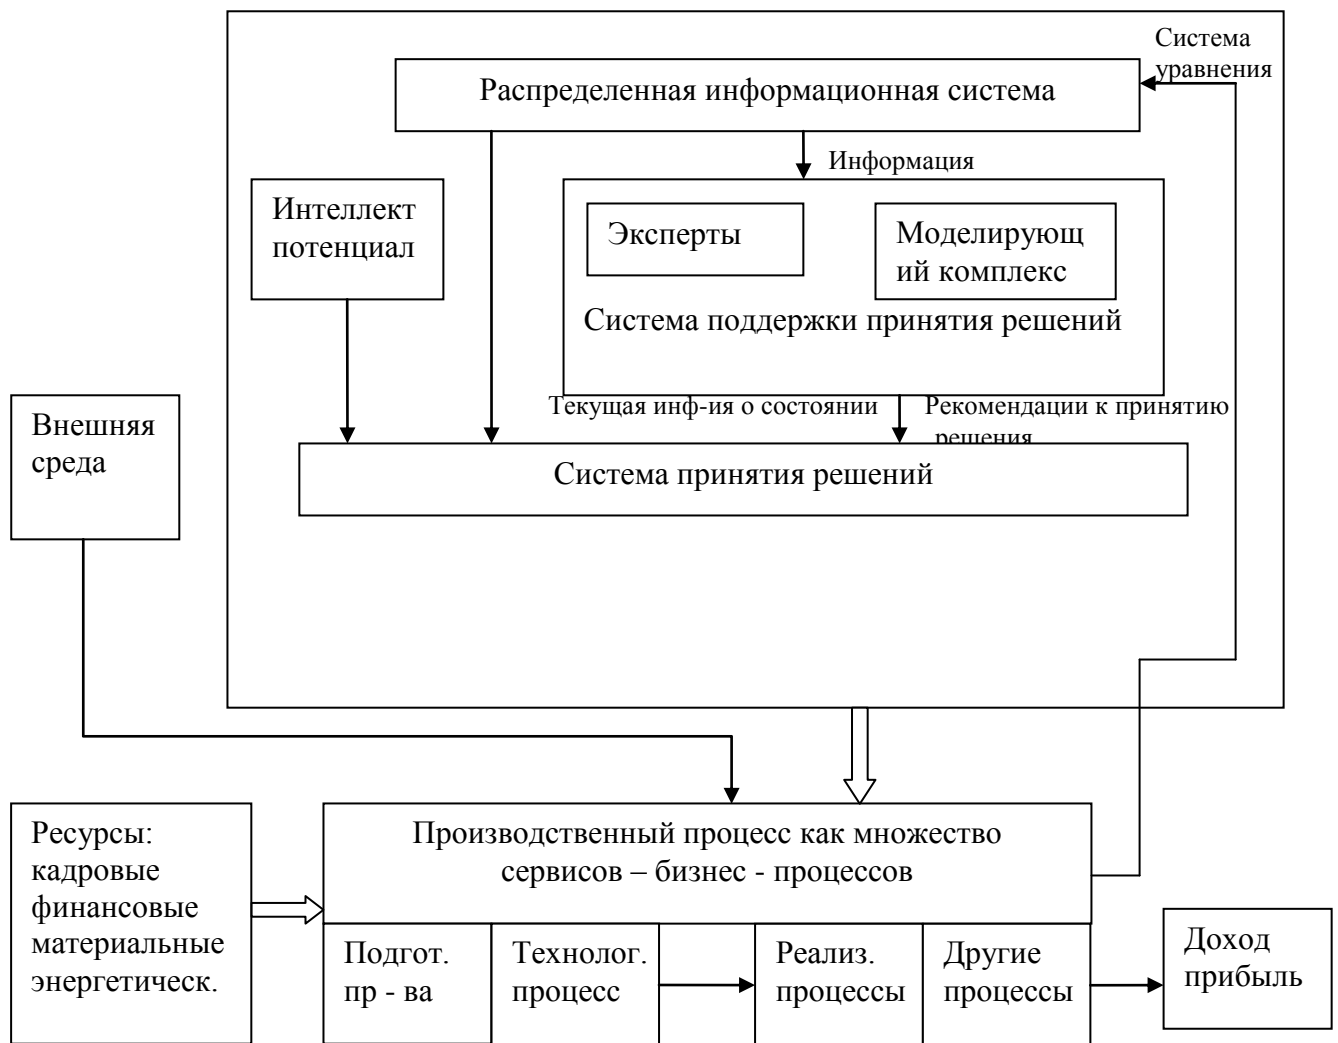 Система
уравнения
Распределенная информационная система
Информация
Интеллект
потенциал
Эксперты
Моделирующ
ий комплекс
Система поддержки принятия решений
Текущая инф-ия о состоянии
Рекомендации к принятию
решения
Внешняя
среда
Система принятия решений
Ресурсы:
кадровые
финансовые
материальные
энергетическ.
Производственный процесс как множество
сервисов – бизнес - процессов
Подгот.
пр - ва
Технолог.
процесс
Реализ.
процессы
Другие
процессы
Доход
прибыль